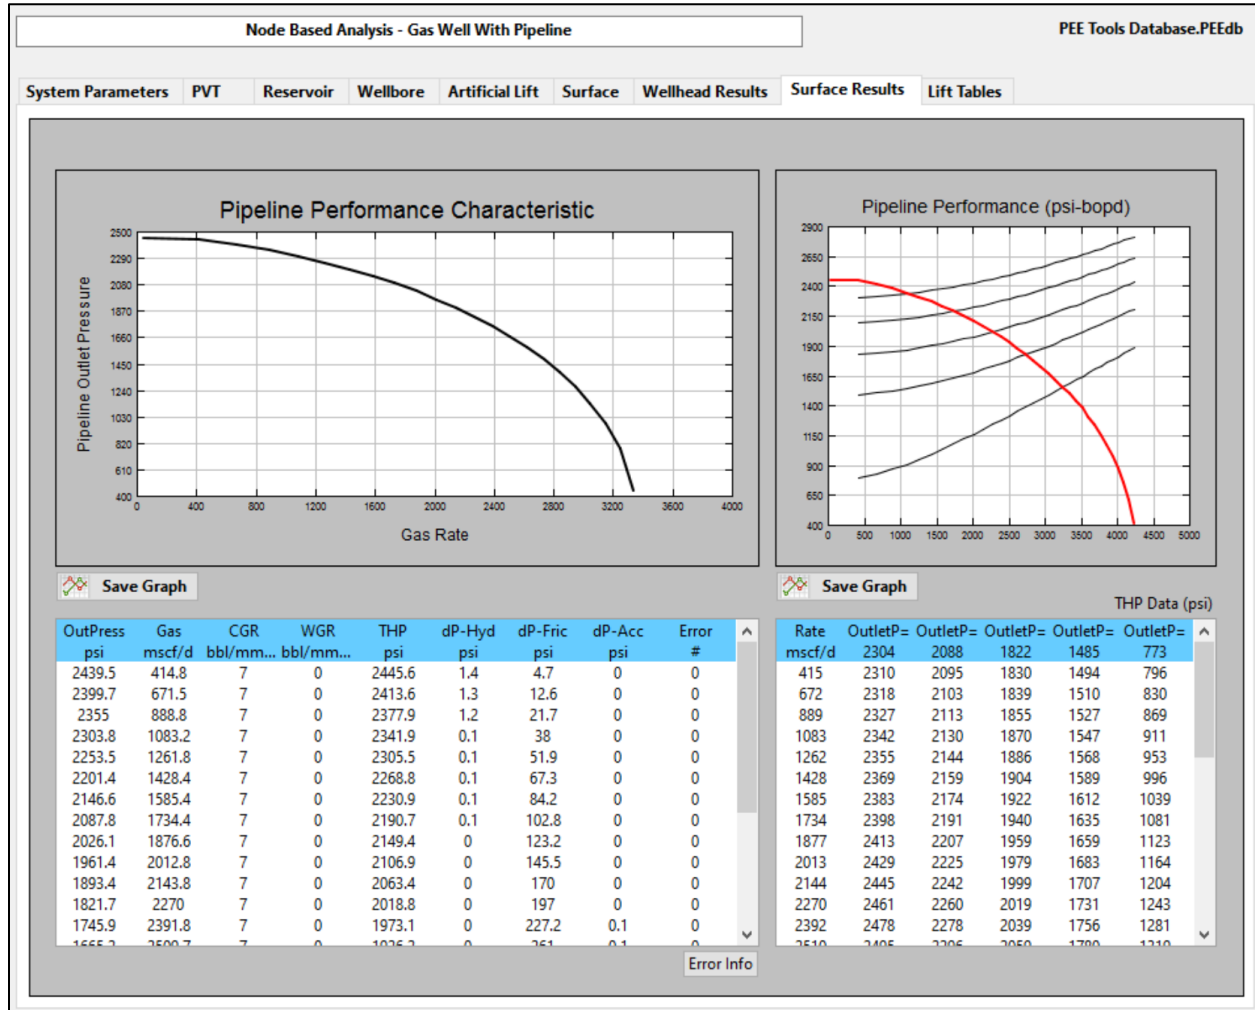 Node Based Analysis - Gas Well With Pipeline
PEE Tools Database.PEEdb
System Parameters PVT Reservoir Wellbore Artificial Lift Surface Wellhead Results Surface Results Lift Tables
Pipeline Performance Characteristic
Pipeline Outlet Pressure
2500
2290
2080
1870
1660
1450
1240
1030
820
610
400
0 400 800 1200 1600 2000 2400 2800 3200 3600 4000
Gas Rate
Pipeline Performance (psi-bopd)
2900
2650
2400
2150
1900
1650
1400
1150
900
650
400
0 500 1000 1500 2000 2500 3000 3500 4000 4500 5000
Save Graph
Save Graph
THP Data (psi)
OutPress Gas CGR WGR THP dP-Hyd dP-Fric dP-Acc Error
psi mscf/d bbl/mm... bbl/mm... psi psi psi psi #
2439.5 414.8 7 0 2445.6 1.4 4.7 0 0
2399.7 671.5 7 0 2413.6 1.3 12.6 0 0
2355 888.8 7 0 2377.9 1.2 21.7 0 0
2303.8 1083.2 7 0 2341.9 0.1 38 0 0
2253.5 1261.8 7 0 2305.5 0.1 51.9 0 0
2201.4 1428.4 7 0 2268.8 0.1 67.3 0 0
2146.6 1585.4 7 0 2230.9 0.1 84.2 0 0
2087.8 1734.4 7 0 2190.7 0.1 102.8 0 0
2026.1 1876.6 7 0 2149.4 0 123.2 0 0
1961.4 2012.8 7 0 2106.9 0 145.5 0 0
1893.4 2143.8 7 0 2063.4 0 170 0 0
1821.7 2270 7 0 2018.8 0 197 0 0
1745.9 2391.8 7 0 1973.1 0 227.2 0.1 0
Rate OutletP= OutletP= OutletP= OutletP= OutletP=
mscf/d 2304 2088 1822 1485 773
415 2310 2095 1830 1494 796
672 2318 2103 1839 1510 830
889 2327 2113 1855 1527 869
1083 2342 2130 1870 1547 911
1262 2355 2144 1886 1568 953
1428 2369 2159 1904 1589 996
1585 2383 2174 1922 1612 1039
1734 2398 2191 1940 1635 1081
1877 2413 2207 1959 1659 1123
2013 2429 2225 1979 1683 1164
2144 2445 2242 1999 1707 1204
2270 2461 2260 2019 1731 1243
2392 2478 2278 2039 1756 1281
Error Info